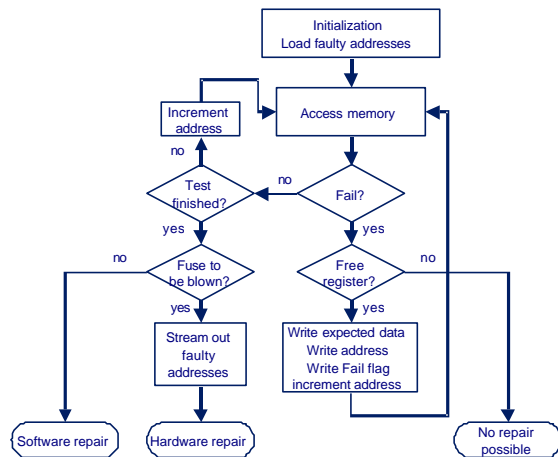 Initialization
Load faulty addresses
Increment
address
Access memory
no
Test
finished?
no
Fail?
yes
yes
no
Fuse to
be blown?
Free
register?
no
yes
yes
Stream out
faulty
addresses
Write expected data
Write address
Write Fail flag
increment address
Software repair
Hardware repair
No repair
possible